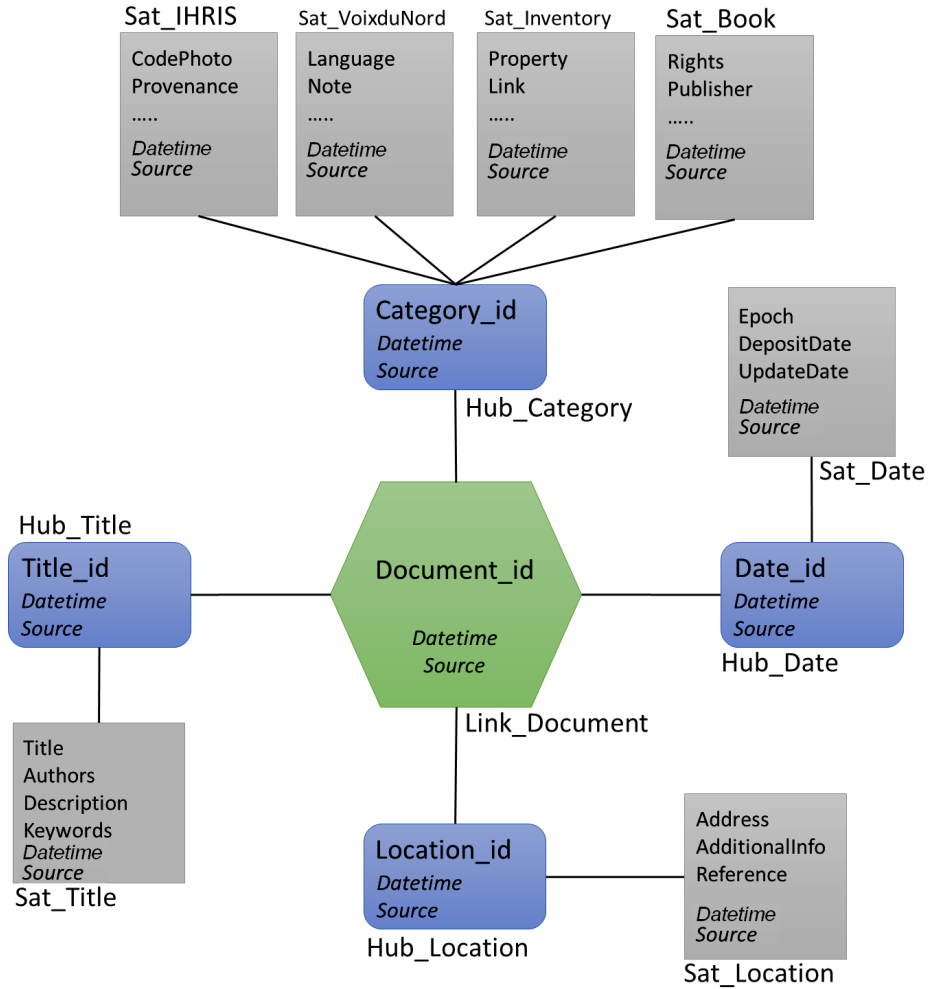 Sat_IHRIS
CodePhoto
Provenance
.....
Datetime
Source
Sat_VoixduNord
Language
Note
.....
Datetime
Source
Sat_Inventory
Property
Link
.....
Datetime
Source
Sat_Book
Rights
Publisher
.....
Datetime
Source
Category_id
Datetime
Source
Hub_Category
Epoch
DepositDate
UpdateDate
Datetime
Source
Sat_Date
Hub_Title
Title_id
Datetime
Source
Document_id
Datetime
Source
Link_Document
Date_id
Datetime
Source
Hub_Date
Title
Authors
Description
Keywords
Datetime
Source
Sat_Title
Location_id
Datetime
Source
Hub_Location
Address
AdditionalInfo
Reference
Datetime
Source
Sat_Location